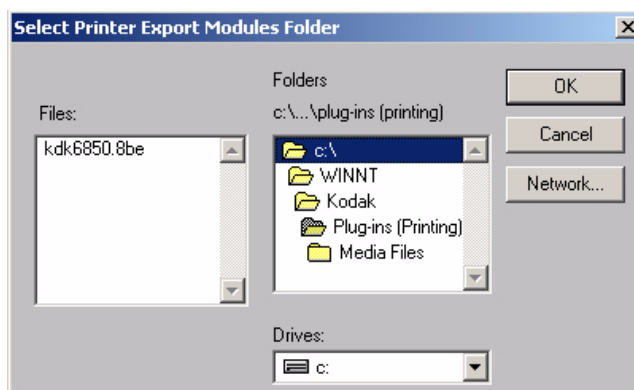 Select Printer Export Modules Folder
Files:
kdk6850.8be
Folders
c:\...\plug-ins (printing)
c:\
WINNT
Kodak
Plug-ins (Printing)
Media Files
Drives:
c:
OK
Cancel
Network...